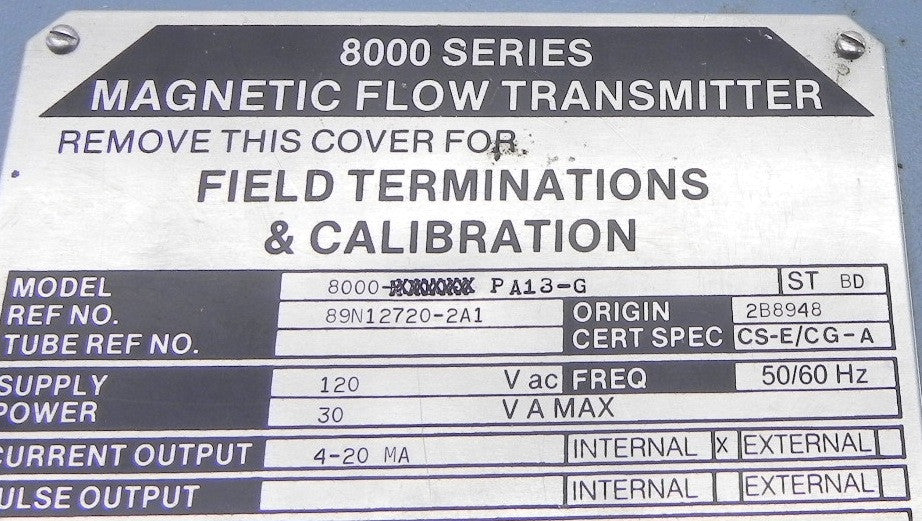 8000 SERIES
MAGNETIC FLOW TRANSMITTER
REMOVE THIS COVER FOR
FIELD TERMINATIONS
& CALIBRATION
MODEL 8000- PA13-G ST BD
REF NO. 89N12720-2A1 ORIGIN 2B8948
TUBE REF NO. CERT SPEC CS-E/CG-A
SUPPLY 120 V ac FREQ 50/60 Hz
POWER 30 VA MAX
CURRENT OUTPUT 4-20 MA INTERNAL X EXTERNAL
ULSE OUTPUT INTERNAL EXTERNAL